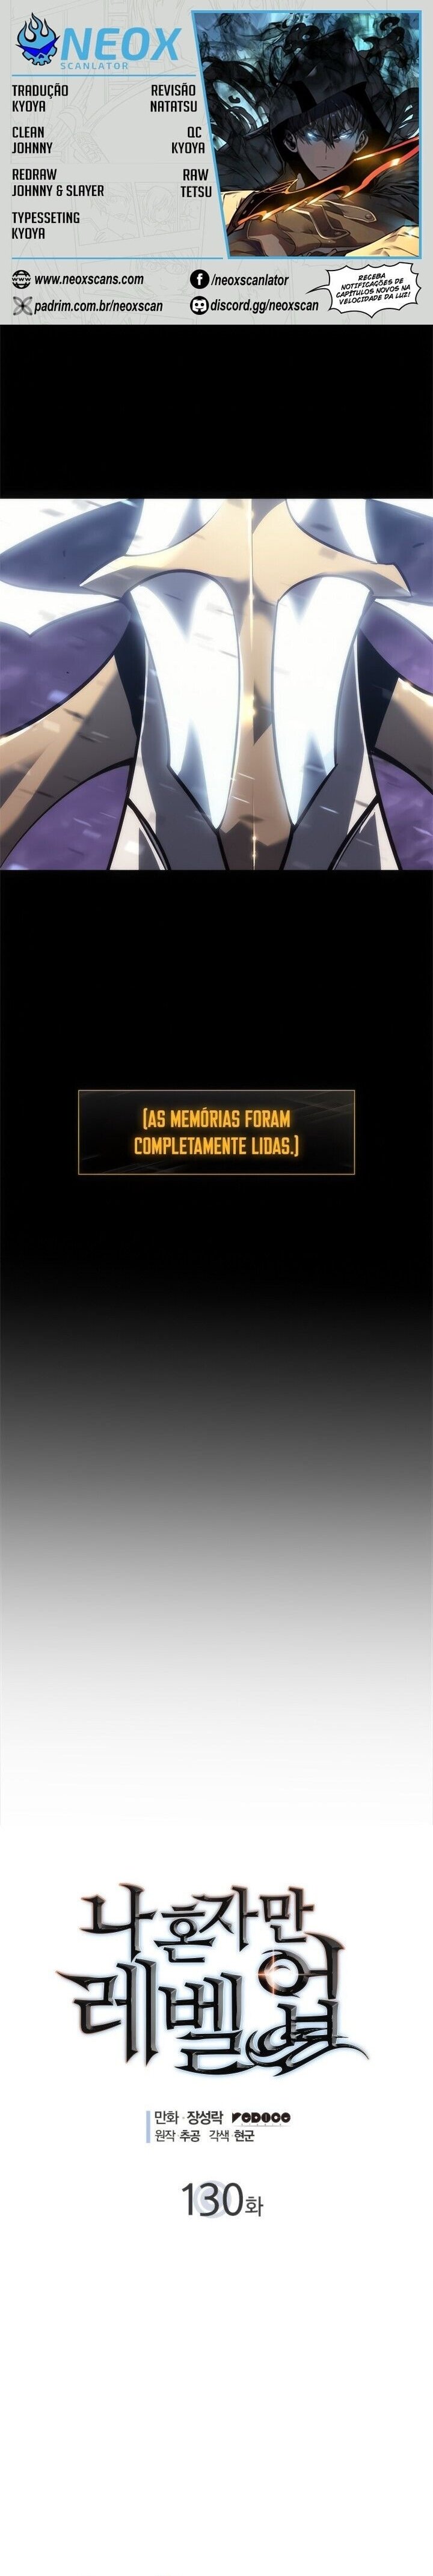 NEOX
SCANLATOR
TRADUÇÃO
KYOYA
REVISÃO
NATATSU
CLEAN
JOHNNY
QC
KYOYA
REDRAW
JOHNNY & SLAYER
RAW
TETSU
TYPESSETING
KYOYA
www.neoxscans.com
/neoxscanlator
padrim.com.br/neoxscan
discord.gg/neoxscan
RECEBA
NOTIFICAÇÕES DE
CAPÍTULOS NOVOS NA
VELOCIDADE DA LUZ!
(AS MEMÓRIAS FORAM
COMPLETAMENTE LIDAS.)
나 혼자만
레벨업
만화·장성락 REDICE
원작·추공 각색·현군
130화